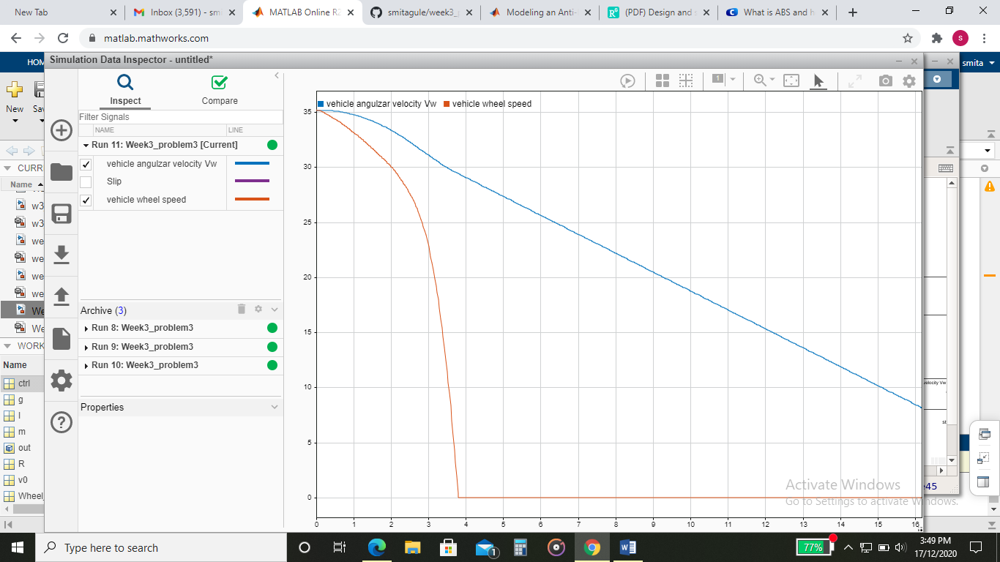 New Tab
Inbox (3,591) - sm
MATLAB Online R2
smitagule/week3_
Modeling an Anti-
(PDF) Design and
What is ABS and h
matlab.mathworks.com
s
HOM
Simulation Data Inspector - untitled*
smita
New
Sav
Inspect
Compare
Filter Signals
NAME
LINE
Run 11: Week3_problem3 [Current]
vehicle angulzar velocity Vw
Slip
vehicle wheel speed
CURR
Name
w3
w3
we
we
we
we
We
We
Archive (3)
Run 8: Week3_problem3
Run 9: Week3_problem3
Run 10: Week3_problem3
Properties
WORK
Name
ctrl
g
I
m
out
R
v0
Wheel_
1
vehicle angulzar velocity Vw
vehicle wheel speed
35
30
25
20
15
10
5
0
0 1 2 3 4 5 6 7 8 9 10 11 12 13 14 15 16
velocity Vw
st
e45
Activate Windows
Go to Settings to activate Windows.
Type here to search
1
77%
3:49 PM
17/12/2020